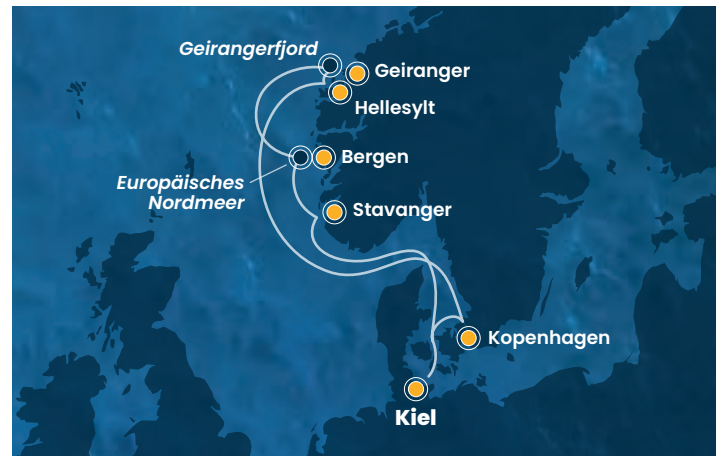 Geirangerfjord
Geiranger
Hellesylt
Bergen
Europäisches
Nordmeer
Stavanger
Kopenhagen
Kiel